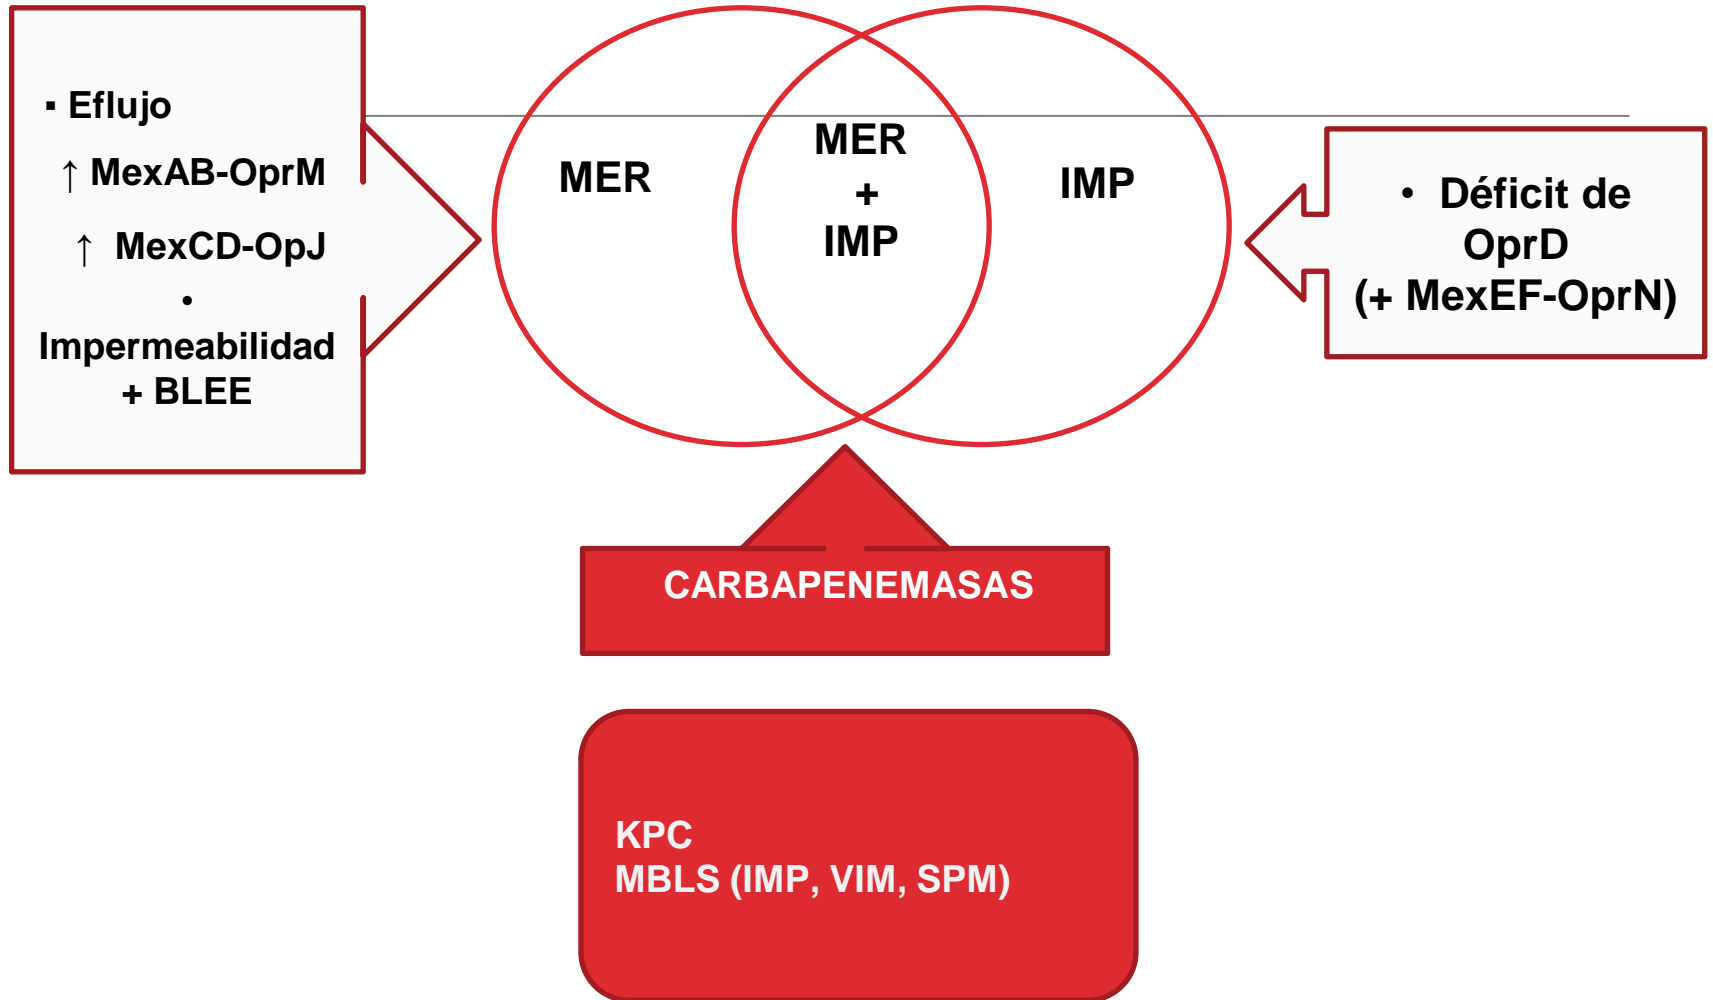 ▪ Eflujo
↑ MexAB-OprM
↑ MexCD-OpJ
•
Impermeabilidad
+ BLEE
MER
MER
+
IMP
IMP
• Déficit de
OprD
(+ MexEF-OprN)
CARBAPENEMASAS
KPC
MBLS (IMP, VIM, SPM)